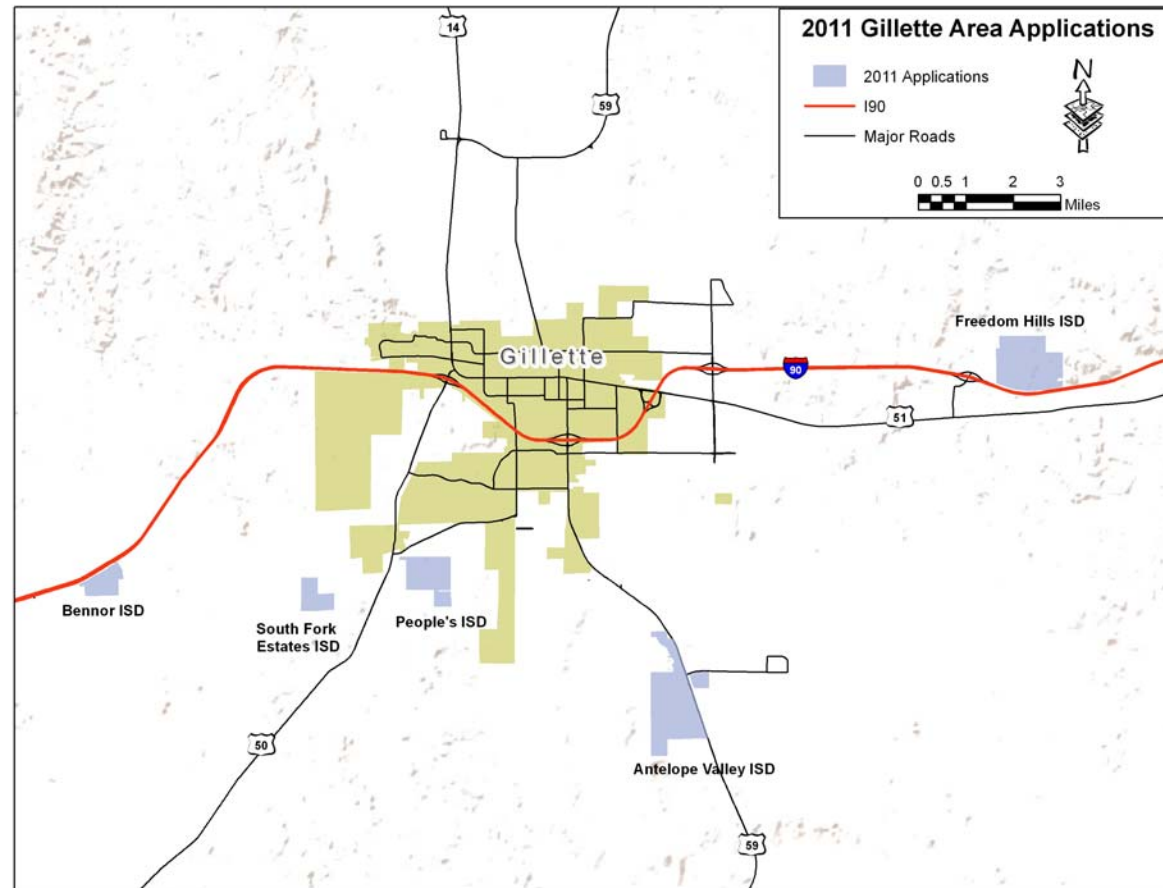 2011 Gillette Area Applications
2011 Applications
I90
Major Roads
N
0 0.5 1 2 3
Miles
14
59
Gillette
Freedom Hills ISD
90
51
Bennor ISD
South Fork
Estates ISD
People's ISD
50
Antelope Valley ISD
59